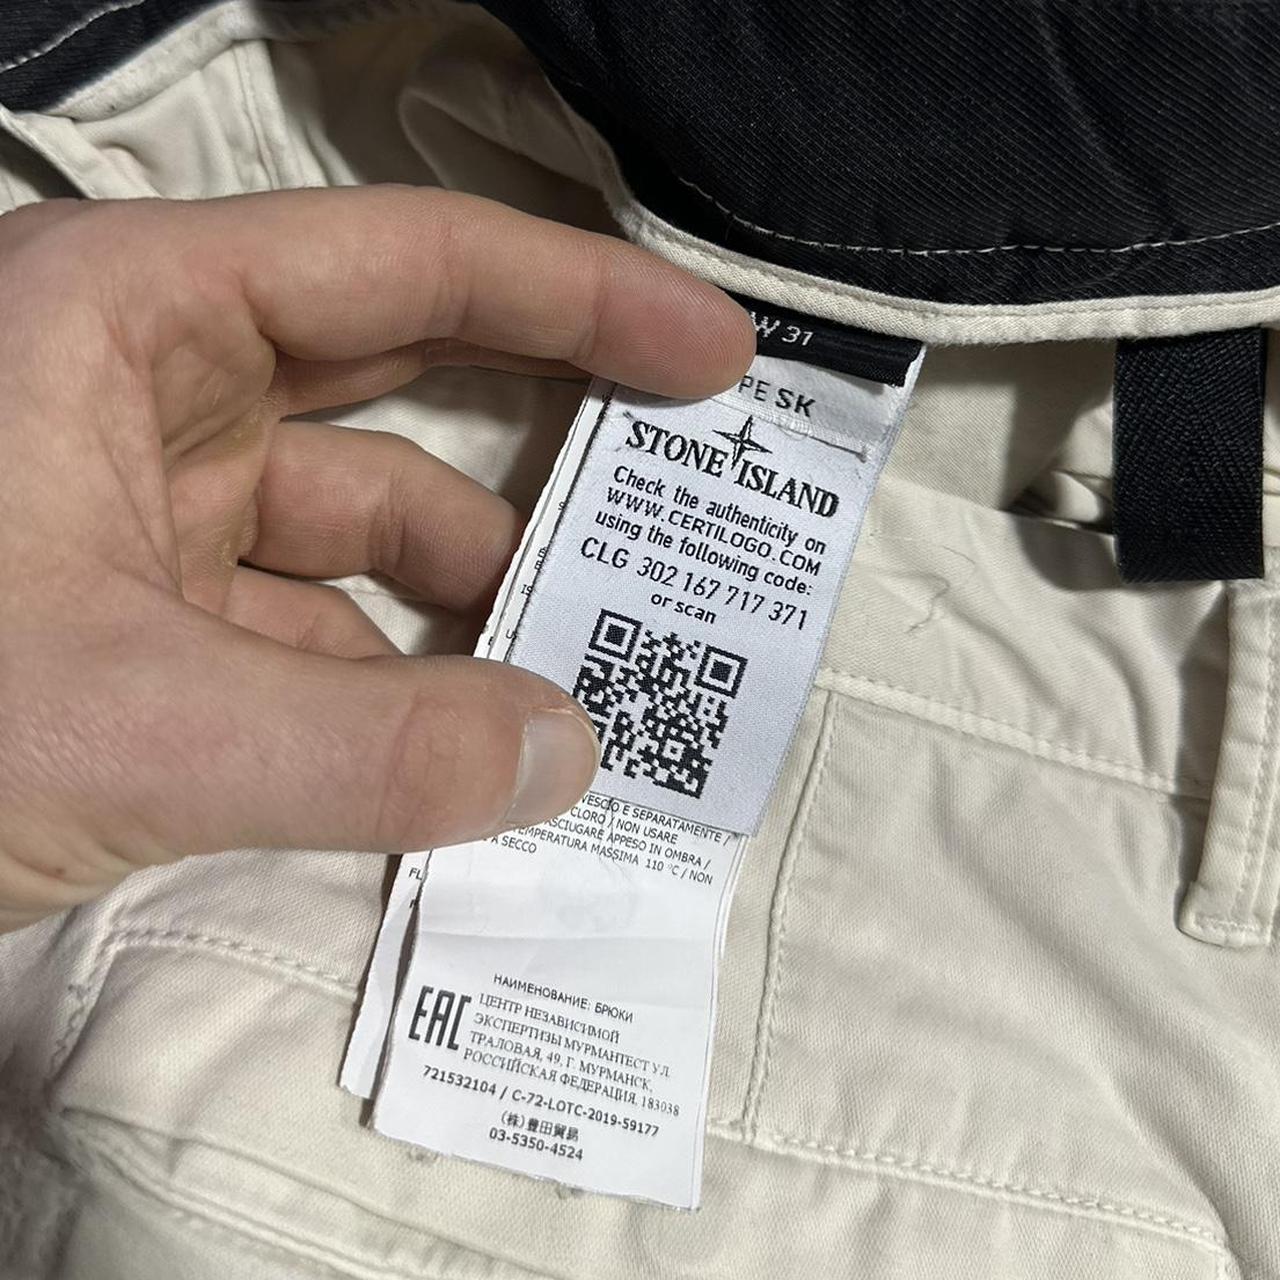 W 31
PE SK
STONE ISLAND
Check the authenticity on
WWW.CERTILOGO.COM
using the following code:
CLG 302 167 717 371
or scan
VESCIO E SEPARATAMENTE /
CLORO / NON USARE
ASCIUGARE APPESO IN OMBRA /
TEMPERATURA MASSIMA 110 °C / NON
A SECCO
FL
НАИМЕНОВАНИЕ: БРЮКИ
EAC
ЦЕНТР НЕЗАВИСИМОЙ
ЭКСПЕРТИЗЫ МУРМАНТЕСТ УЛ.
ТРАЛОВАЯ, 49, Г. МУРМАНСК,
РОССИЙСКАЯ ФЕДЕРАЦИЯ, 183038
721532104 / C-72-LOTC-2019-59177
(株)豊田貿易
03-5350-4524